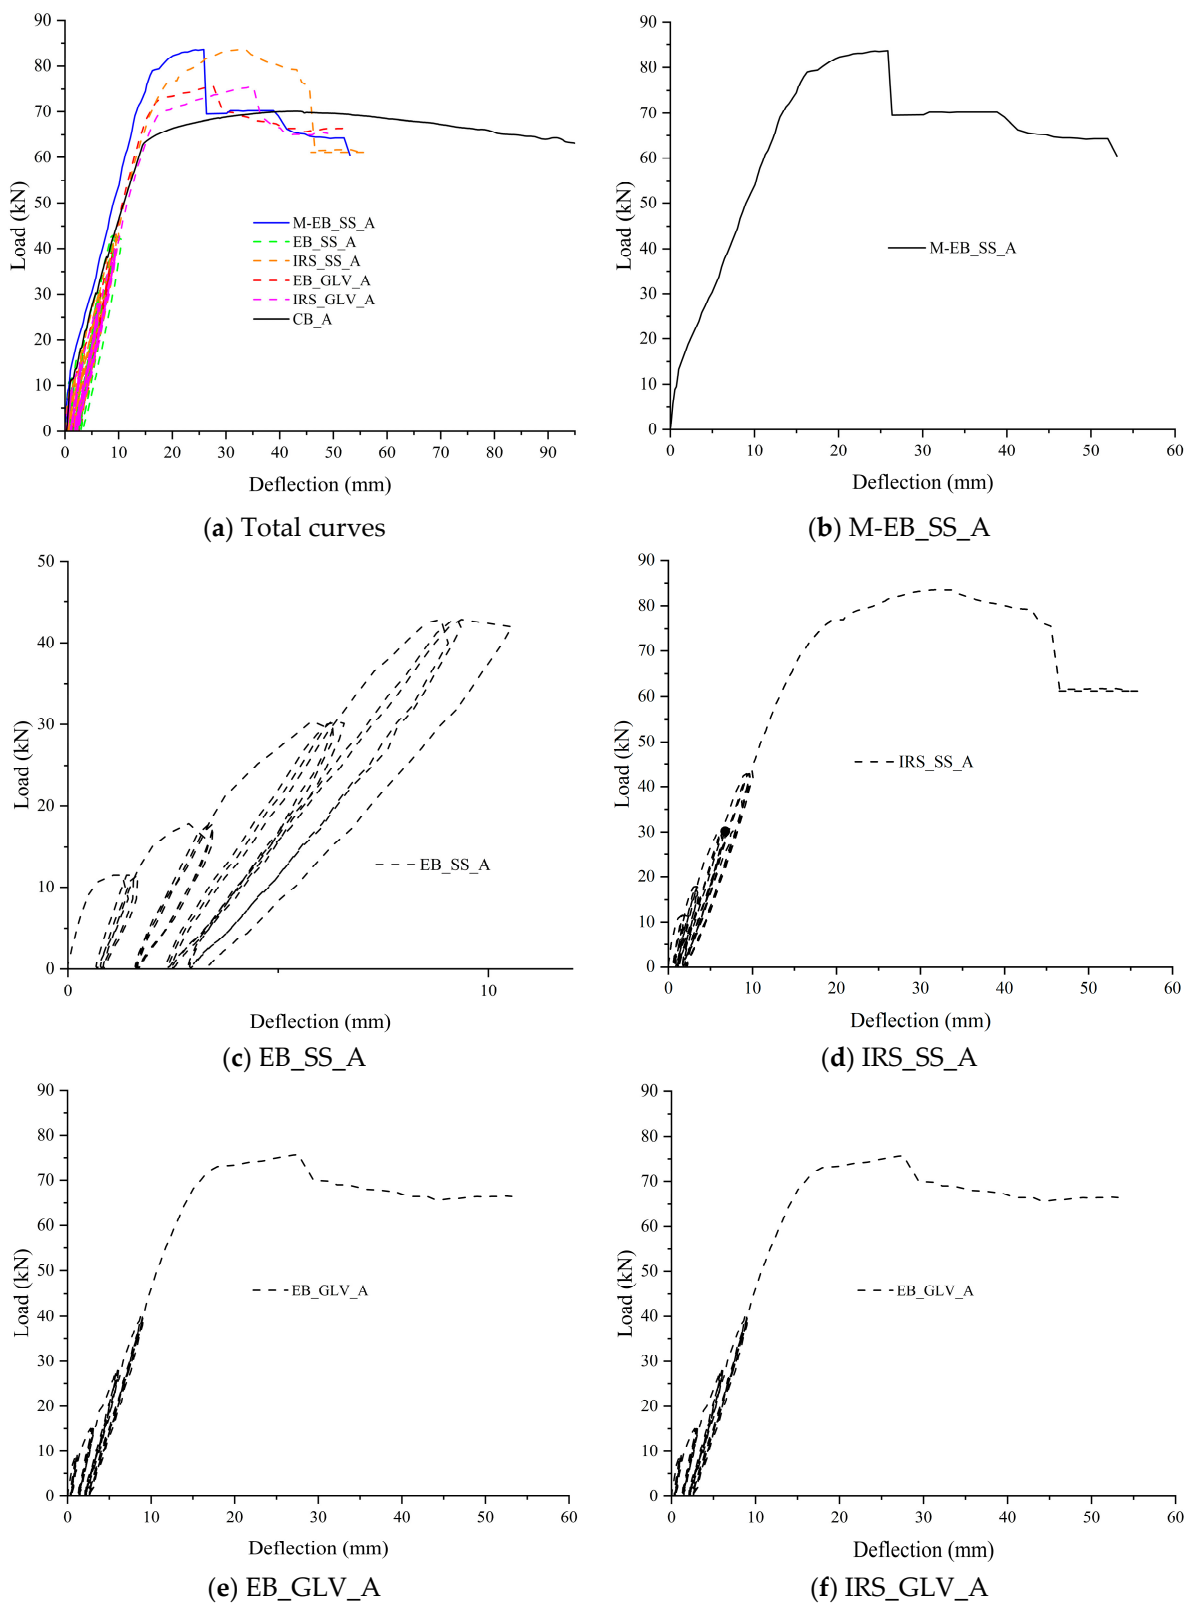 90
80
70
60
50
40
30
20
10
0
Load (kN)
M-EB_SS_A
EB_SS_A
IRS_SS_A
EB_GLV_A
IRS_GLV_A
CB_A
0 10 20 30 40 50 60 70 80 90
Deflection (mm)
(a) Total curves
90
80
70
60
50
40
30
20
10
0
Load (kN)
M-EB_SS_A
0 10 20 30 40 50 60
Deflection (mm)
(b) M-EB_SS_A
50
40
30
20
10
0
Load (kN)
EB_SS_A
0 10
Deflection (mm)
(c) EB_SS_A
90
80
70
60
50
40
30
20
10
0
Load (kN)
IRS_SS_A
0 10 20 30 40 50 60
Deflection (mm)
(d) IRS_SS_A
90
80
70
60
50
40
30
20
10
0
Load (kN)
EB_GLV_A
0 10 20 30 40 50 60
Deflection (mm)
(e) EB_GLV_A
90
80
70
60
50
40
30
20
10
0
Load (kN)
EB_GLV_A
0 10 20 30 40 50 60
Deflection (mm)
(f) IRS_GLV_A